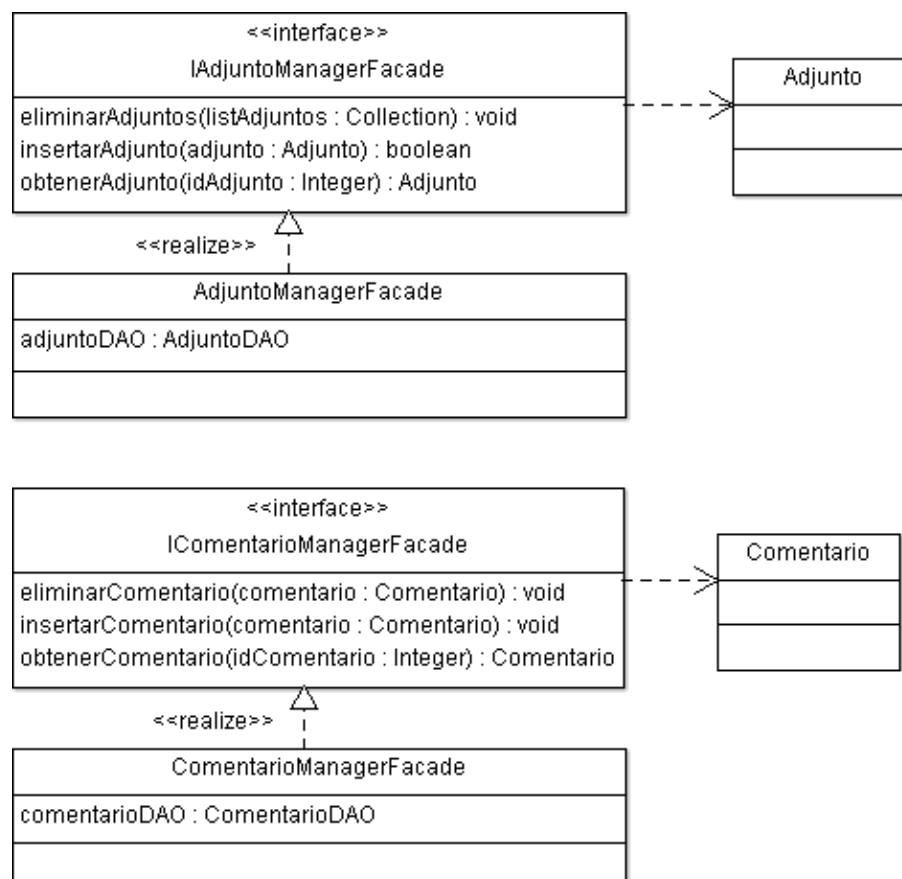 <<interface>>
IAdjuntoManagerFacade
eliminarAdjuntos(listAdjuntos : Collection) : void
insertarAdjunto(adjunto : Adjunto) : boolean
obtenerAdjunto(idAdjunto : Integer) : Adjunto
Adjunto
<<realize>>
AdjuntoManagerFacade
adjuntoDAO : AdjuntoDAO
<<interface>>
IComentarioManagerFacade
eliminarComentario(comentario : Comentario) : void
insertarComentario(comentario : Comentario) : void
obtenerComentario(idComentario : Integer) : Comentario
Comentario
<<realize>>
ComentarioManagerFacade
comentarioDAO : ComentarioDAO